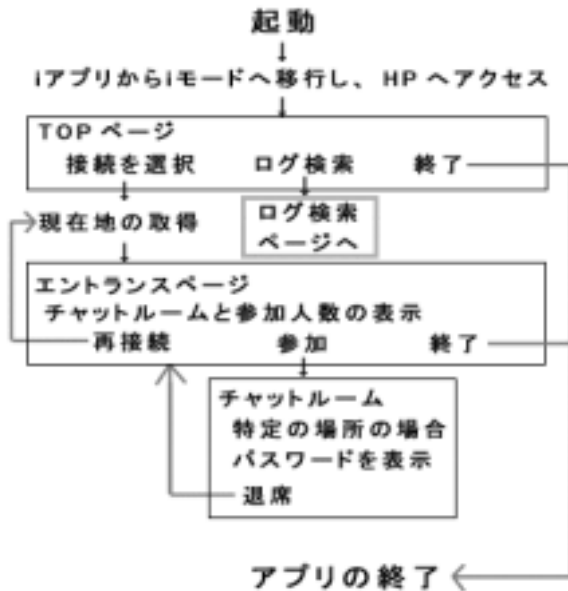 起動
iアプリからiモードへ移行し、HPへアクセス
TOPページ
接続を選択 ログ検索 終了
現在地の取得
ログ検索
ページへ
エントランスページ
チャットルームと参加人数の表示
再接続 参加 終了
チャットルーム
特定の場所の場合
パスワードを表示
退席
アプリの終了